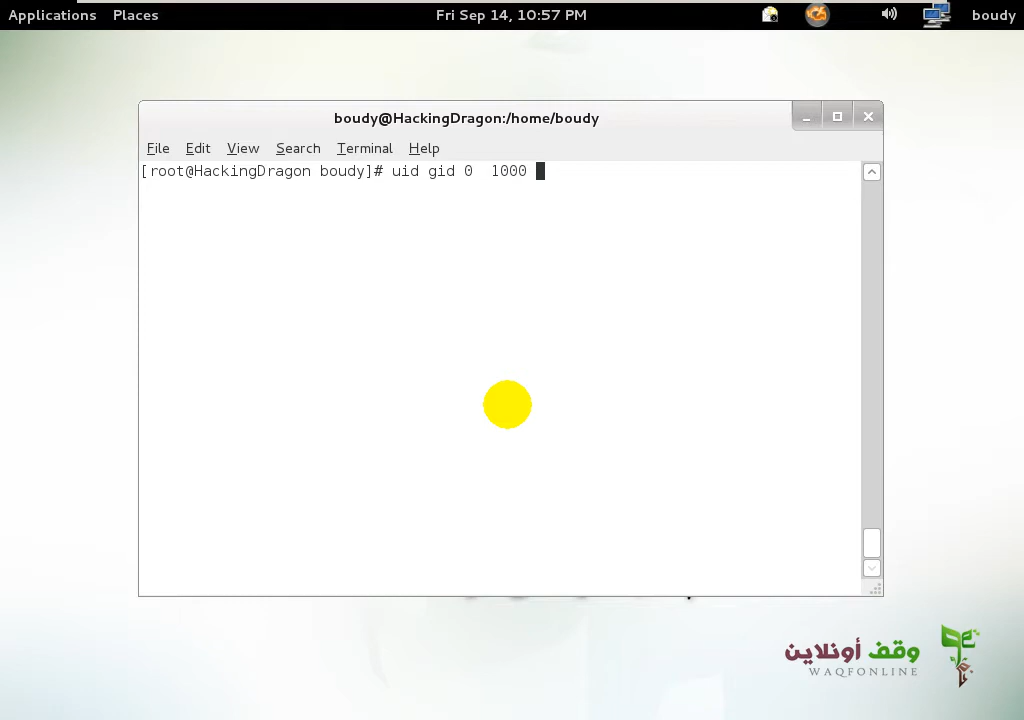 Applications Places Fri Sep 14, 10:57 PM boudy
boudy@HackingDragon:/home/boudy
File Edit View Search Terminal Help
[root@HackingDragon boudy]# uid gid 0  1000
وقف أونلاين
WAQFONLINE